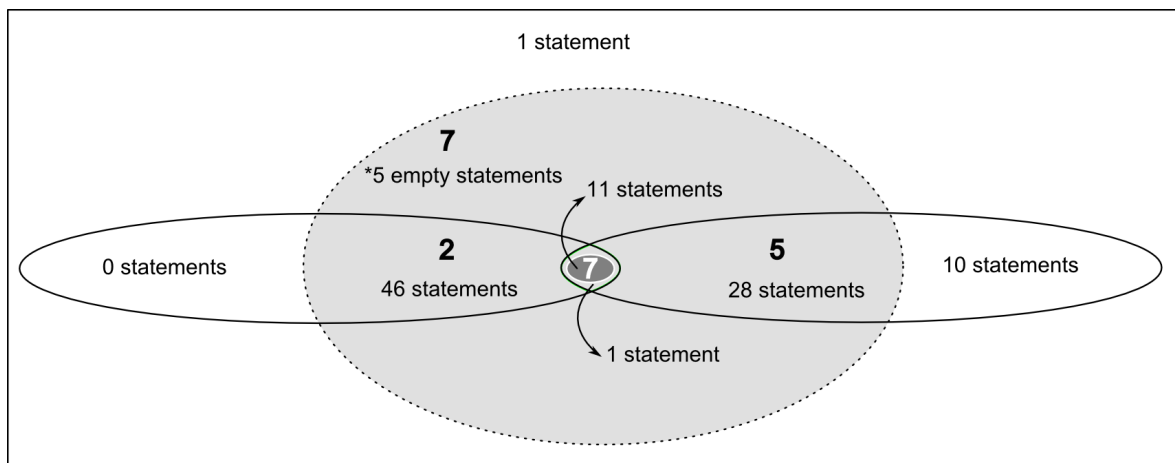 1 statement
7
*5 empty statements
11 statements
2
5
0 statements
7
10 statements
46 statements
28 statements
1 statement